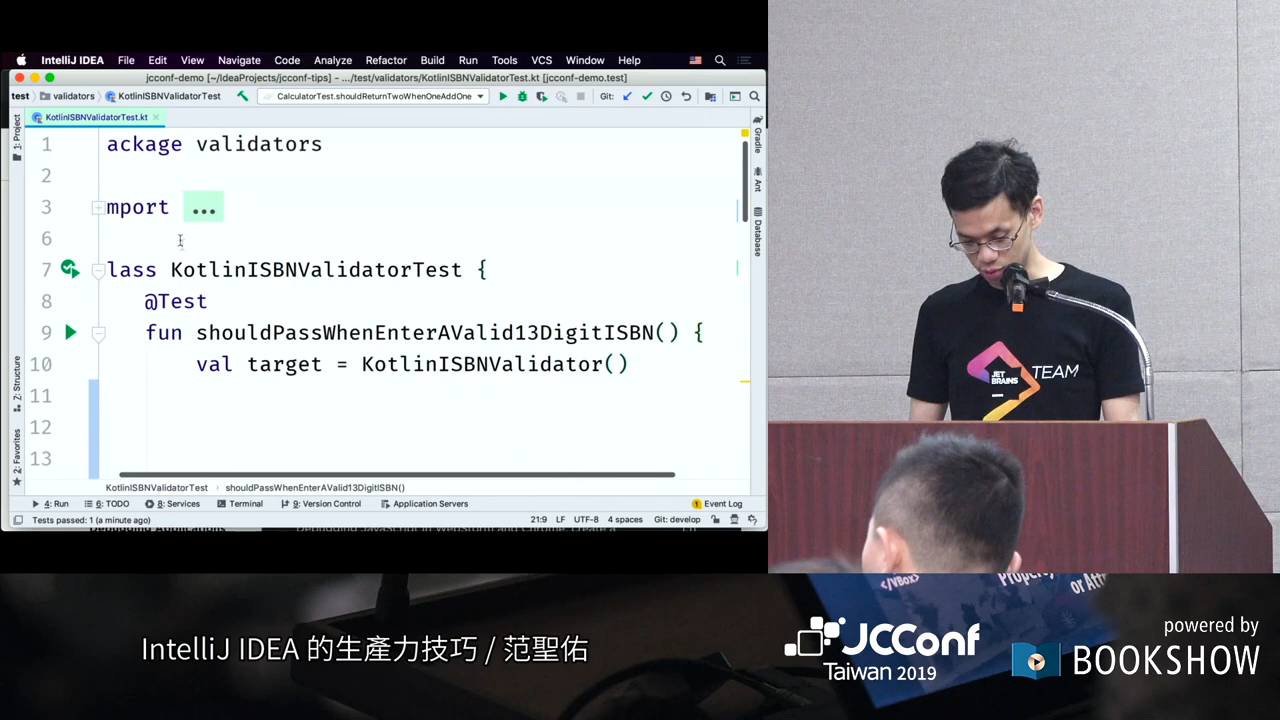 IntelliJ IDEA File Edit View Navigate Code Analyze Refactor Build Run Tools VCS Window Help
jcconf-demo [~/IdeaProjects/jcconf-tips] - .../test/validators/KotlinISBNValidatorTest.kt [jcconf-demo.test]
test validators KotlinISBNValidatorTest CalculatorTest.shouldReturnTwoWhenOneAddOne Git:
KotlinISBNValidatorTest.kt
1: Project
7: Structure
2: Favorites
Gradle
Ant
Database
1 ackage validators
2
3 mport ...
6
7 lass KotlinISBNValidatorTest {
8 @Test
9 fun shouldPassWhenEnterAValid13DigitISBN() {
10 val target = KotlinISBNValidator()
11
12
13
KotlinISBNValidatorTest › shouldPassWhenEnterAValid13DigitISBN()
4: Run 6: TODO 8: Services Terminal 9: Version Control Application Servers 1 Event Log
Tests passed: 1 (a minute ago) 21:9 LF UTF-8 4 spaces Git: develop
JET
BRAINS
TEAM
</VBox>
IntelliJ IDEA 的生產力技巧 / 范聖佑
JCConf
Taiwan 2019
powered by
BOOKSHOW